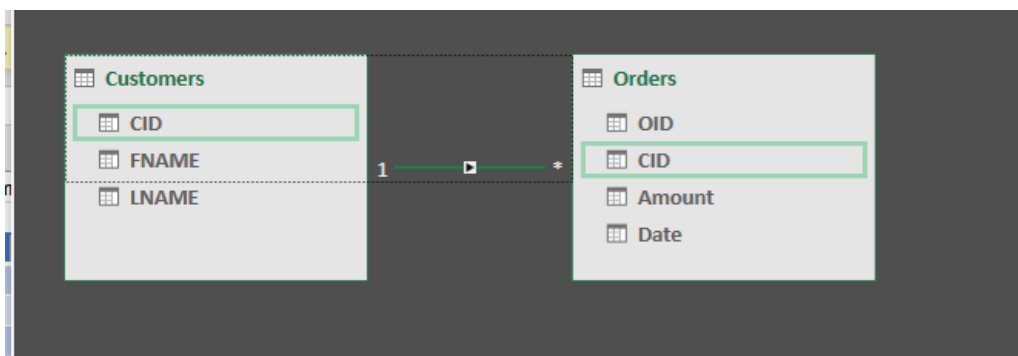 Customers
CID
FNAME
LNAME
1
*
Orders
OID
CID
Amount
Date